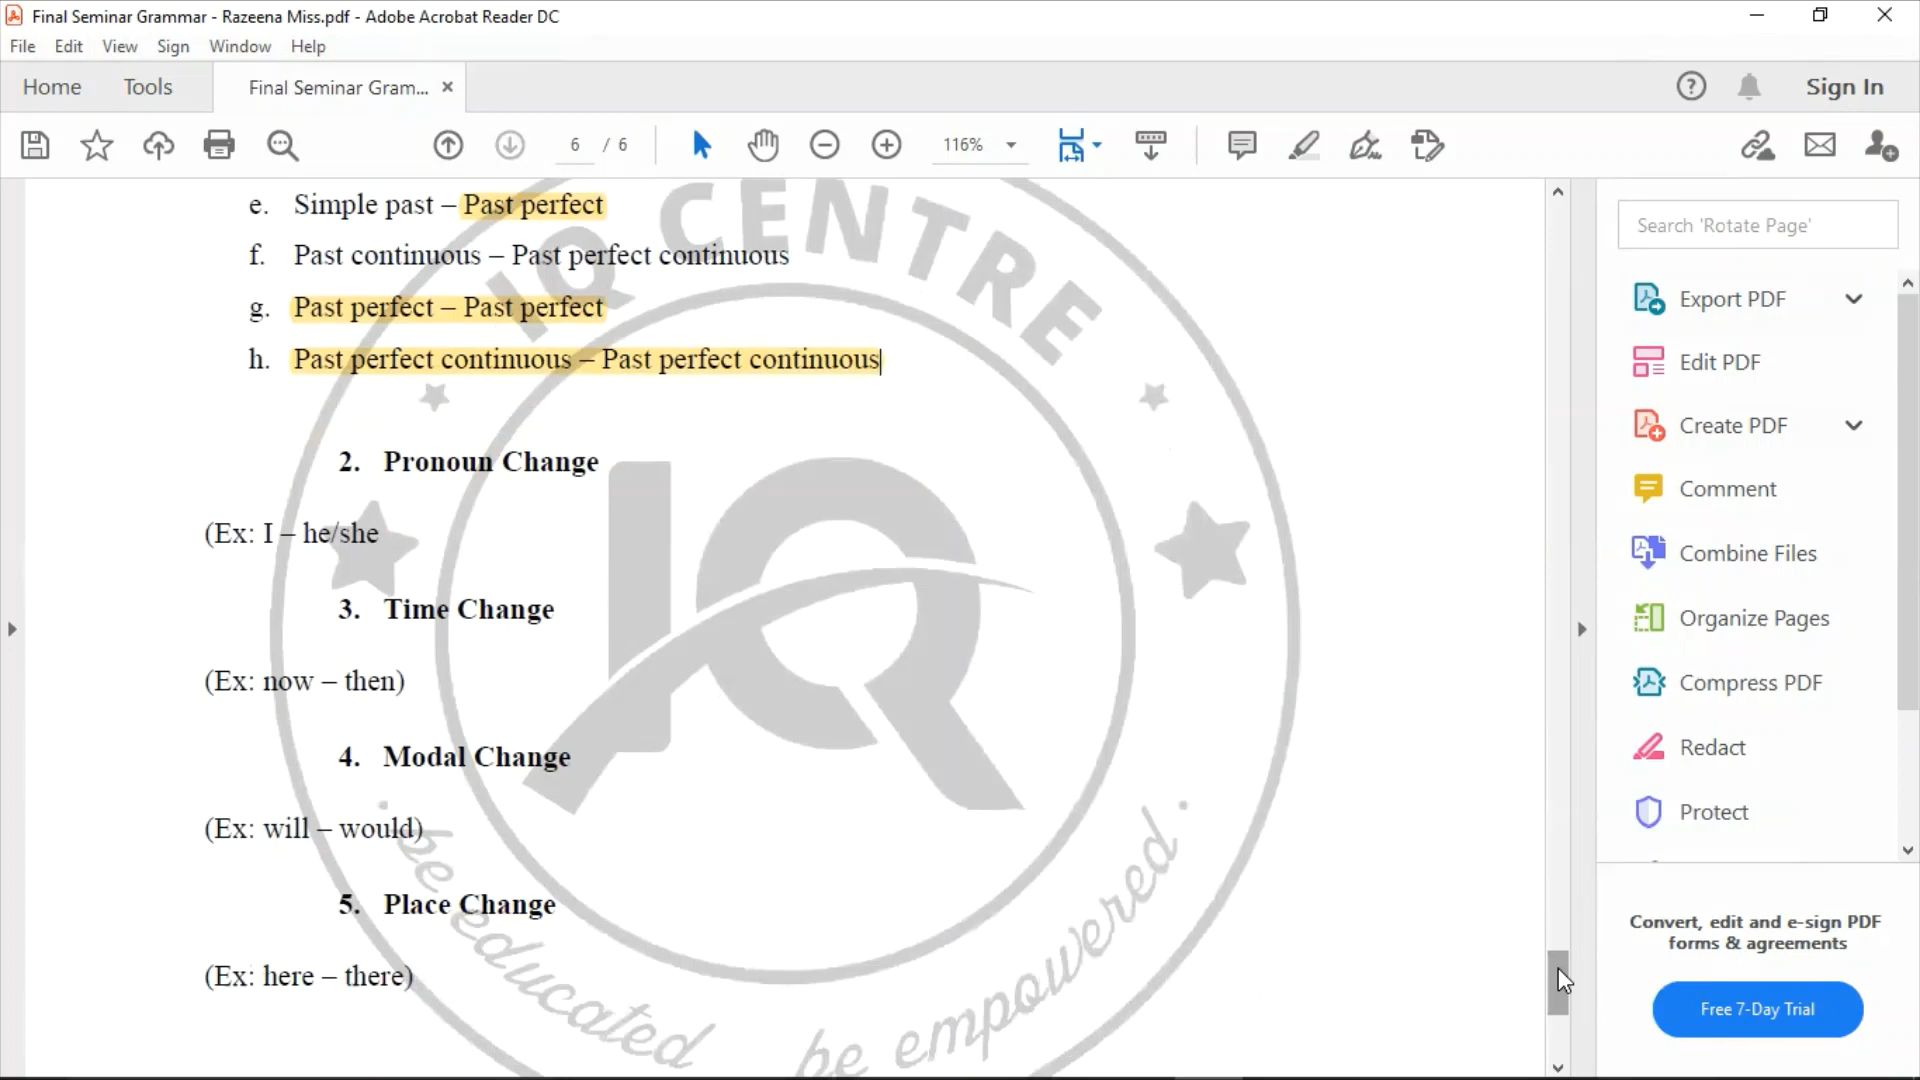 Final Seminar Grammar - Razeena Miss.pdf - Adobe Acrobat Reader DC
File Edit View Sign Window Help
Home Tools Final Seminar Gram... Sign In
6 / 6 116%
Search 'Rotate Page'
e. Simple past – Past perfect
f. Past continuous – Past perfect continuous
g. Past perfect – Past perfect
h. Past perfect continuous – Past perfect continuous
2. Pronoun Change
(Ex: I – he/she
3. Time Change
(Ex: now – then)
4. Modal Change
(Ex: will – would)
5. Place Change
(Ex: here – there)
IQ CENTRE
IQ
be educated be empowered
Export PDF
Edit PDF
Create PDF
Comment
Combine Files
Organize Pages
Compress PDF
Redact
Protect
Convert, edit and e-sign PDF
forms & agreements
Free 7-Day Trial